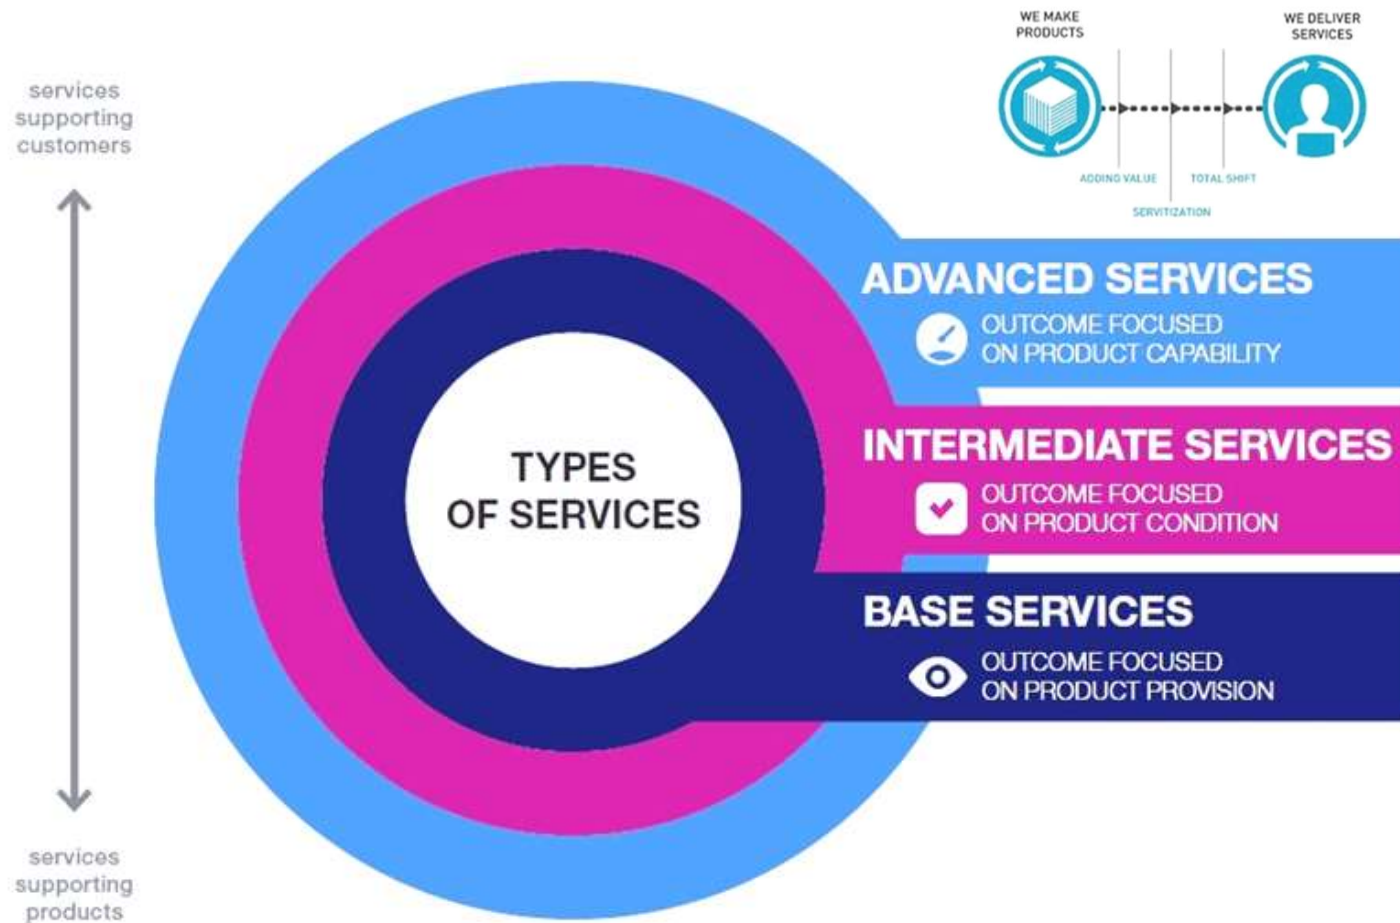 WE MAKE
PRODUCTS
WE DELIVER
SERVICES
ADDING VALUE
TOTAL SHIFT
SERVITIZATION
services
supporting
customers
ADVANCED SERVICES
OUTCOME FOCUSED
ON PRODUCT CAPABILITY
INTERMEDIATE SERVICES
OUTCOME FOCUSED
ON PRODUCT CONDITION
TYPES
OF SERVICES
BASE SERVICES
OUTCOME FOCUSED
ON PRODUCT PROVISION
services
supporting
products